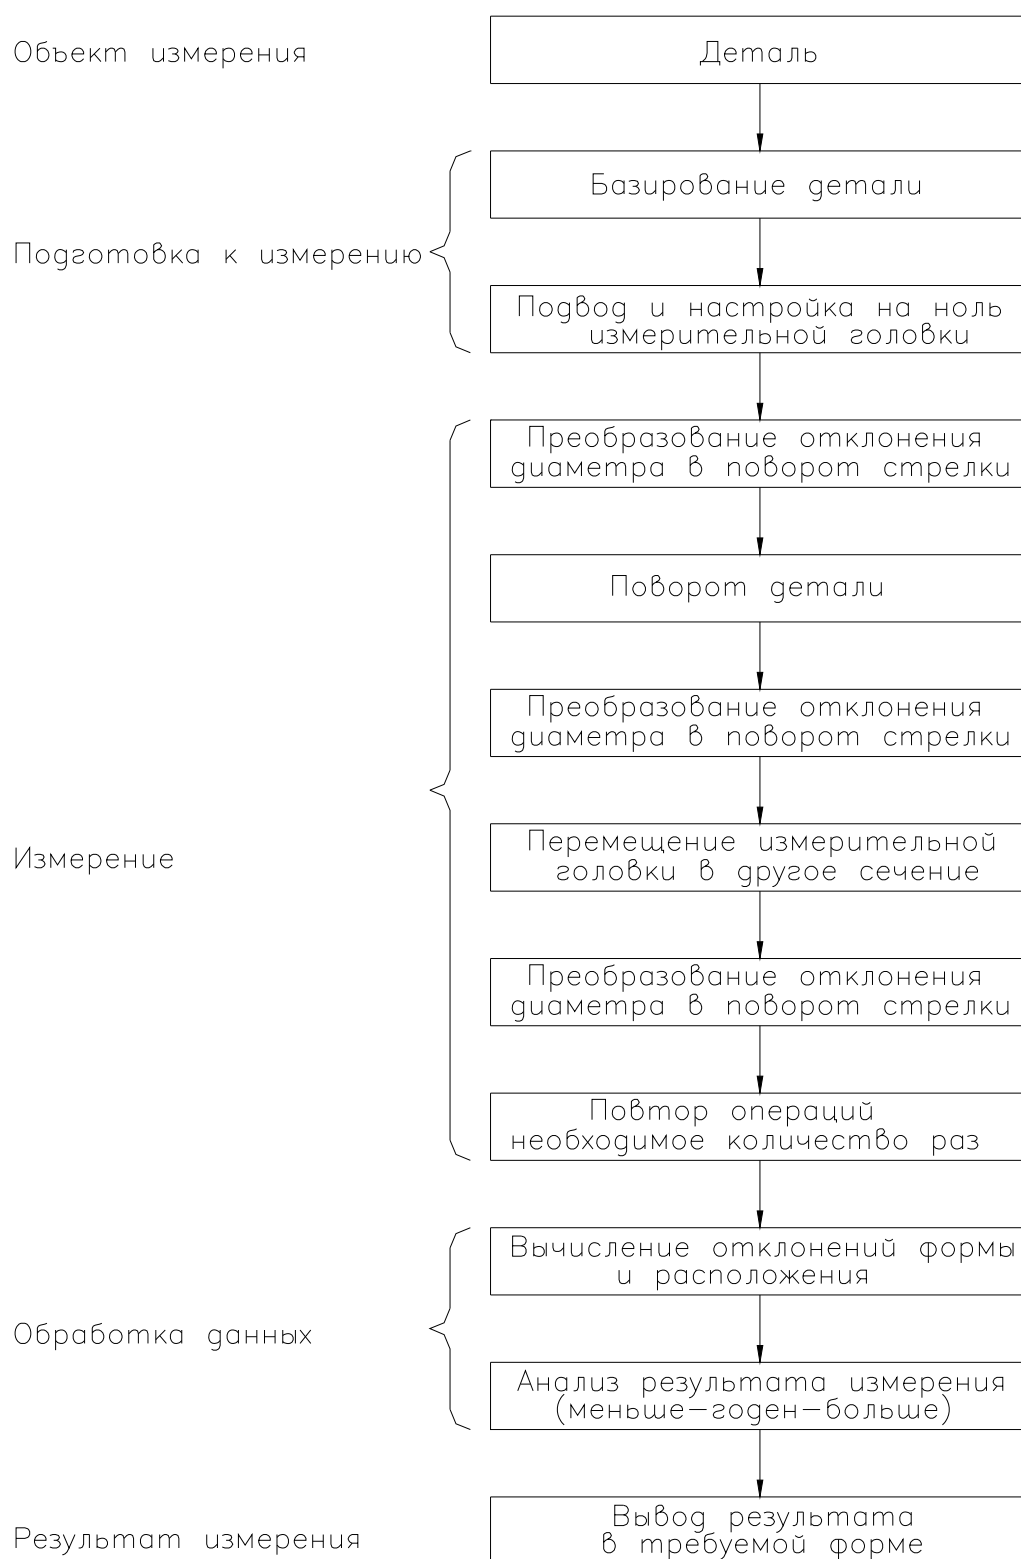 Объект измерения
Деталь
Базирование детали
Подготовка к измерению
Подвод и настройка на ноль
измерительной головки
Преобразование отклонения
диаметра в поворот стрелки
Поворот детали
Преобразование отклонения
диаметра в поворот стрелки
Измерение
Перемещение измерительной
головки в другое сечение
Преобразование отклонения
диаметра в поворот стрелки
Повтор операций
необходимое количество раз
Вычисление отклонений формы
и расположения
Обработка данных
Анализ результата измерения
(меньше-годен-больше)
Результат измерения
Вывод результата
в требуемой форме